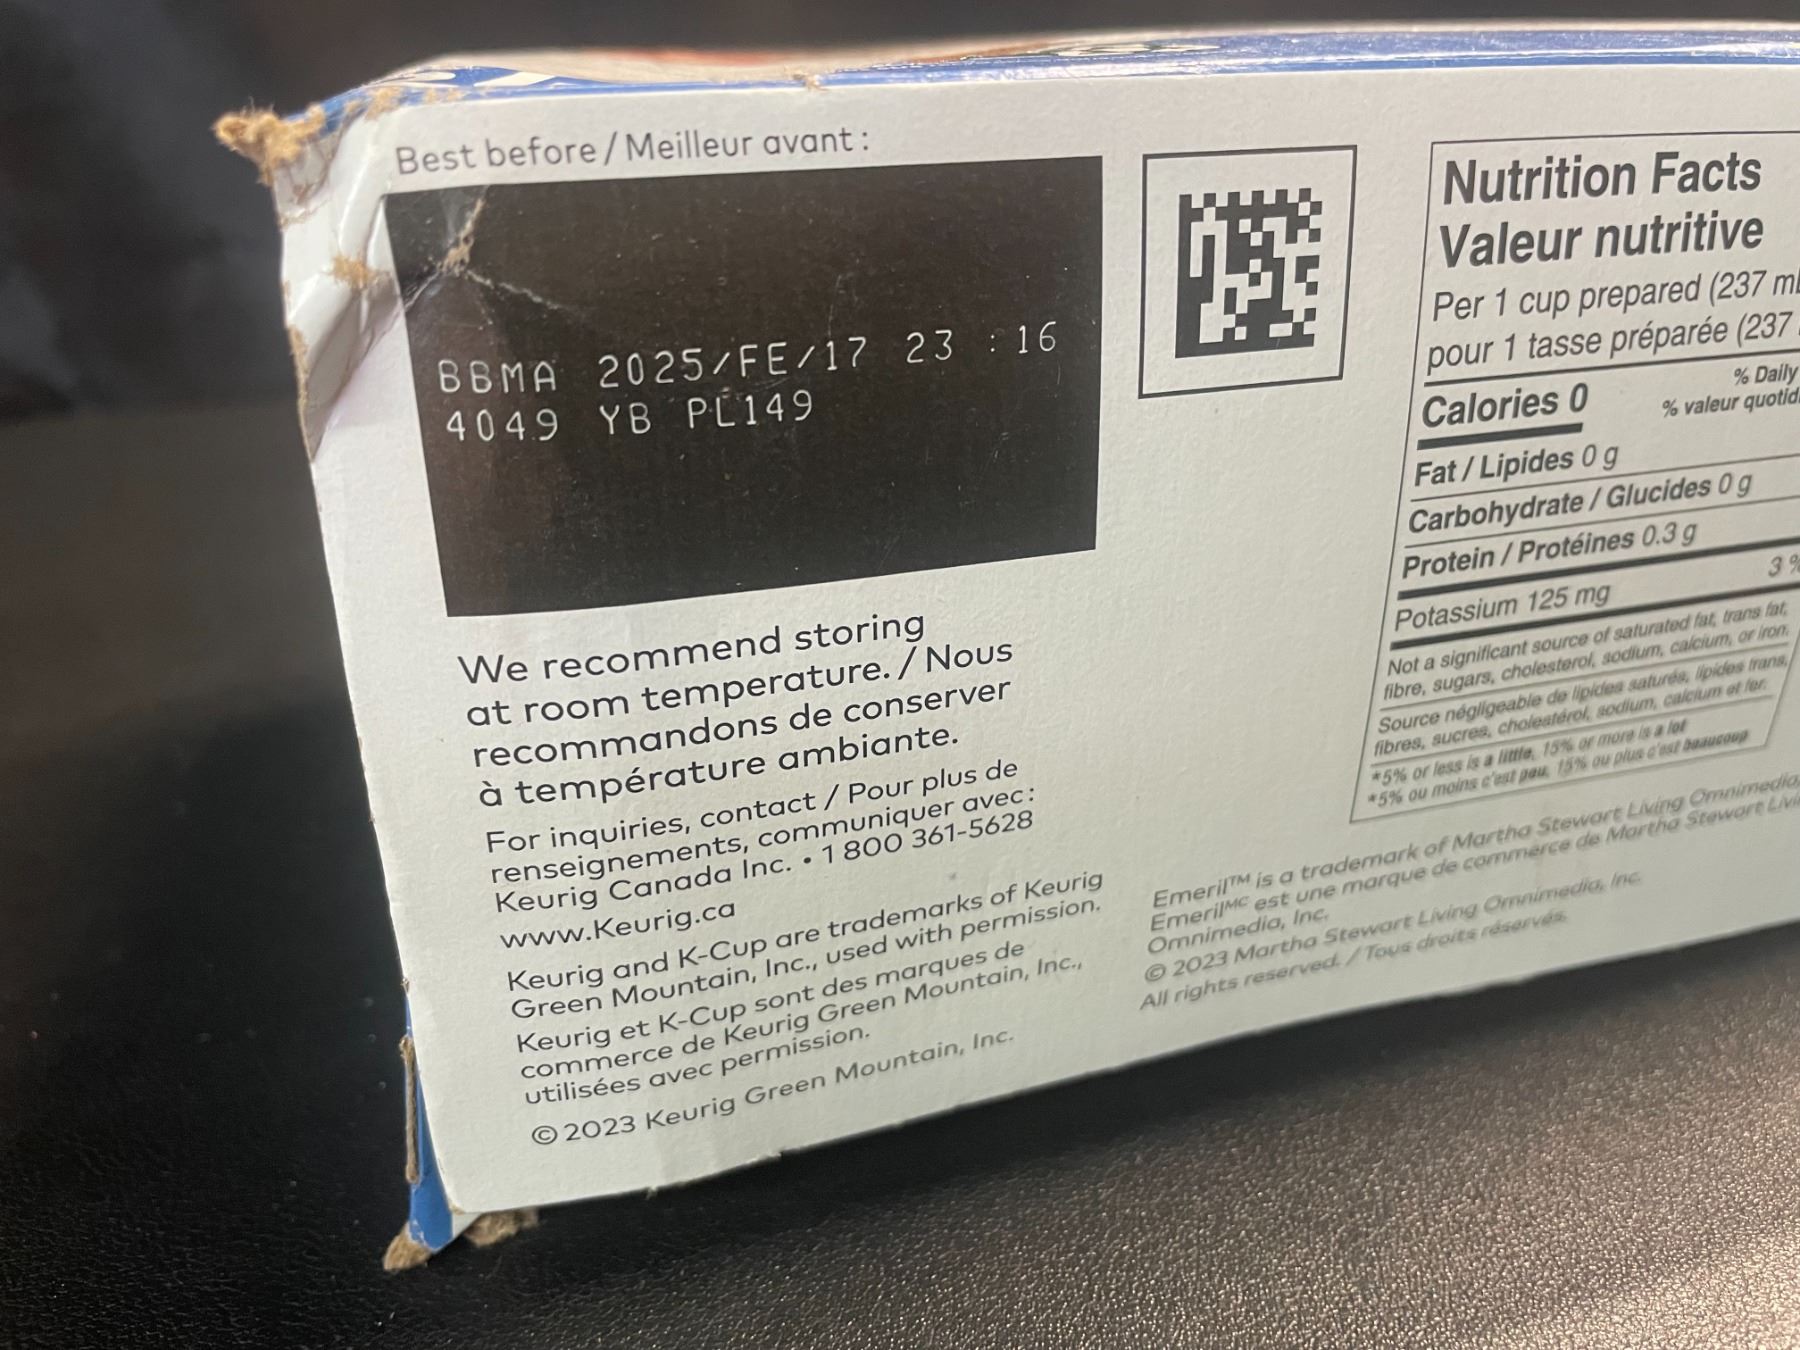 Best before / Meilleur avant :
BBMA 2025/FE/17 23 : 16
4049 YB PL149
We recommend storing
at room temperature. / Nous
recommandons de conserver
à température ambiante.
For inquiries, contact / Pour plus de
renseignements, communiquer avec :
Keurig Canada Inc. • 1 800 361-5628
www.Keurig.ca
Keurig and K-Cup are trademarks of Keurig
Green Mountain, Inc., used with permission.
Keurig et K-Cup sont des marques de
commerce de Keurig Green Mountain, Inc.,
utilisées avec permission.
© 2023 Keurig Green Mountain, Inc.
Nutrition Facts
Valeur nutritive
Per 1 cup prepared (237 mL
pour 1 tasse préparée (237
% Daily
Calories 0
% valeur quotid
Fat / Lipides 0 g
Carbohydrate / Glucides 0 g
Protein / Protéines 0.3 g
Potassium 125 mg 3 %
Not a significant source of saturated fat, trans fat,
fibre, sugars, cholesterol, sodium, calcium, or iron.
Source négligeable de lipides saturés, lipides trans,
fibres, sucres, cholestérol, sodium, calcium et fer.
*5% or less is a little, 15% or more is a lot
*5% ou moins c'est peu, 15% ou plus c'est beaucoup
Emeril™ is a trademark of Martha Stewart Living Omnimedia,
Emeril MC est une marque de commerce de Martha Stewart Livi
Omnimedia, Inc.
© 2023 Martha Stewart Living Omnimedia, Inc.
All rights reserved. / Tous droits réservés.